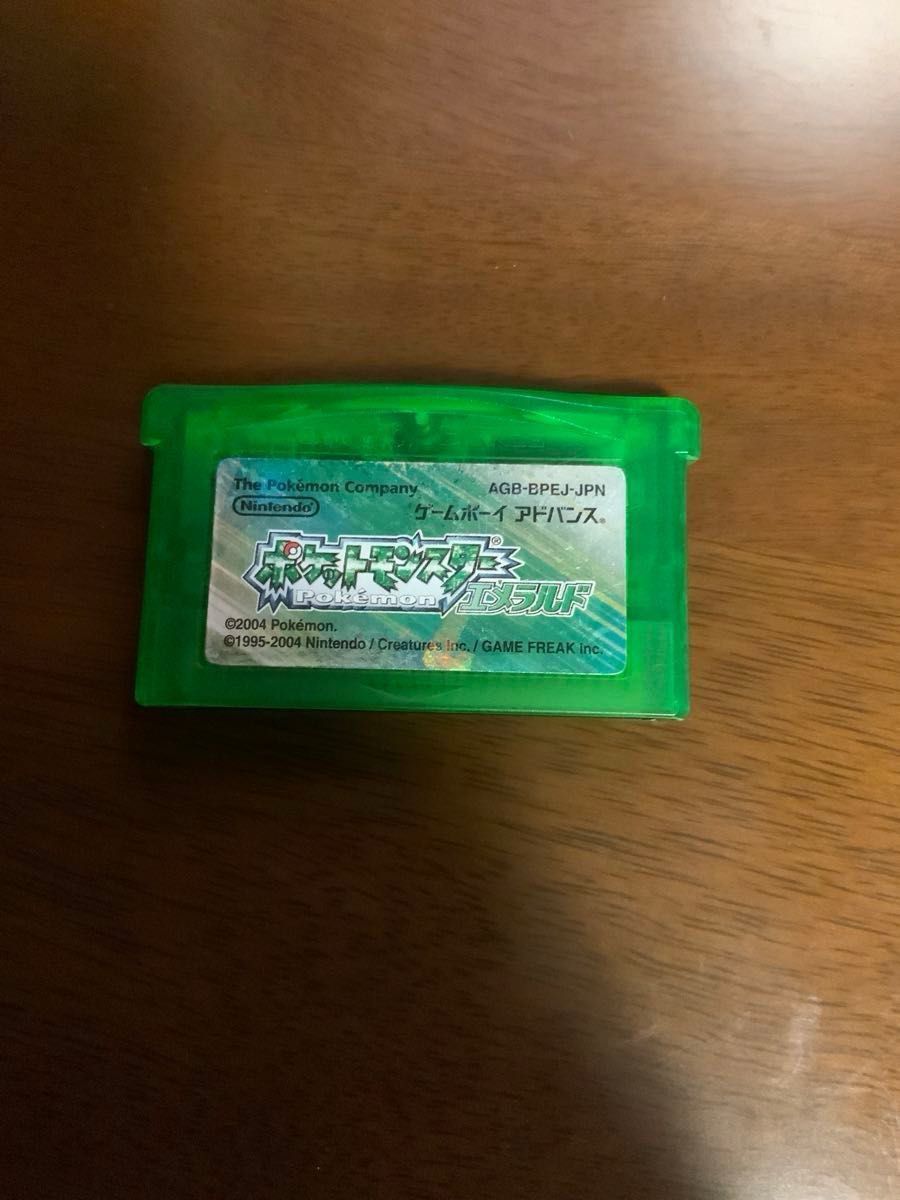 The Pokémon Company AGB-BPEJ-JPN
Nintendo ゲームボーイ アドバンス®
ポケットモンスター®
Pokémon エメラルド
©2004 Pokémon.
©1995-2004 Nintendo / Creatures inc. / GAME FREAK inc.